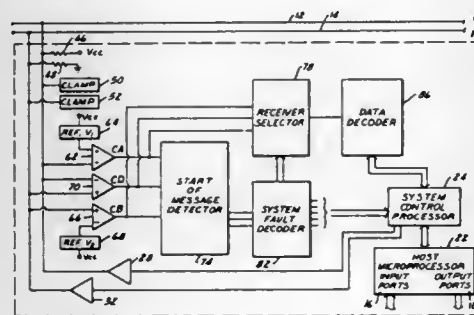 12
14
46
Vcc
48
CLAMP
50
CLAMP
52
Vcc
REF. V1
64
62
CA
70
CD
66
CB
REF. V2
68
Vcc
START
OF
MESSAGE
DETECTOR
74
78
RECEIVER
SELECTOR
DATA
DECODER
86
SYSTEM
FAULT
DECODER
82
24
SYSTEM
CONTROL
PROCESSOR
22
HOST
MICROPROCESSOR
INPUT OUTPUT
PORTS PORTS
16
28
32